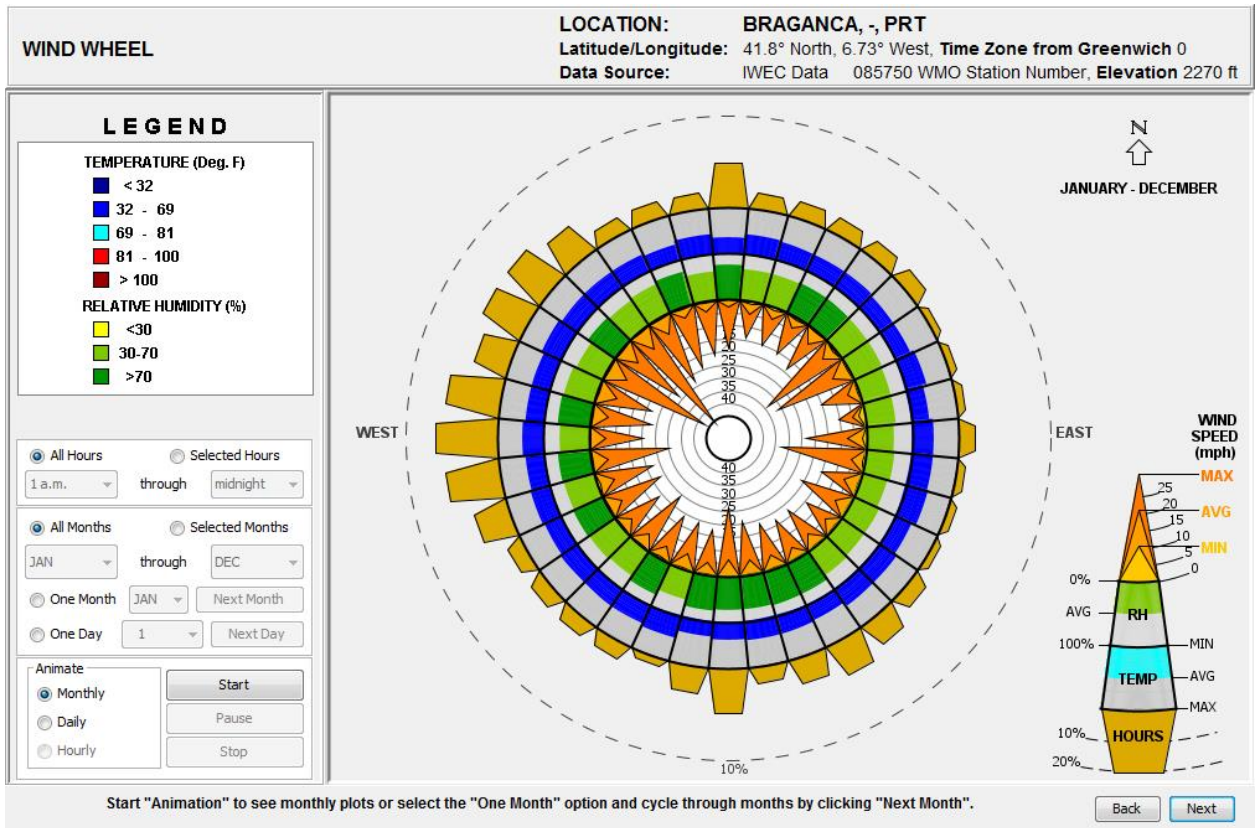 WIND WHEEL
LOCATION: BRAGANCA, -, PRT
Latitude/Longitude: 41.8° North, 6.73° West, Time Zone from Greenwich 0
Data Source: IWEC Data 085750 WMO Station Number, Elevation 2270 ft
LEGEND
TEMPERATURE (Deg. F)
< 32
32 - 69
69 - 81
81 - 100
> 100
RELATIVE HUMIDITY (%)
<30
30-70
>70
All Hours Selected Hours
1 a.m. through midnight
All Months Selected Months
JAN through DEC
One Month JAN Next Month
One Day 1 Next Day
Animate
Monthly Start
Daily Pause
Hourly Stop
N
JANUARY - DECEMBER
20
25
30
35
40
WEST
EAST
40
35
30
25
10%
WIND
SPEED
(mph)
MAX
25
20
AVG
15
10
MIN
5
0
0%
AVG
RH
100%
MIN
TEMP
AVG
MAX
10%
HOURS
20%
Start "Animation" to see monthly plots or select the "One Month" option and cycle through months by clicking "Next Month".
Back Next